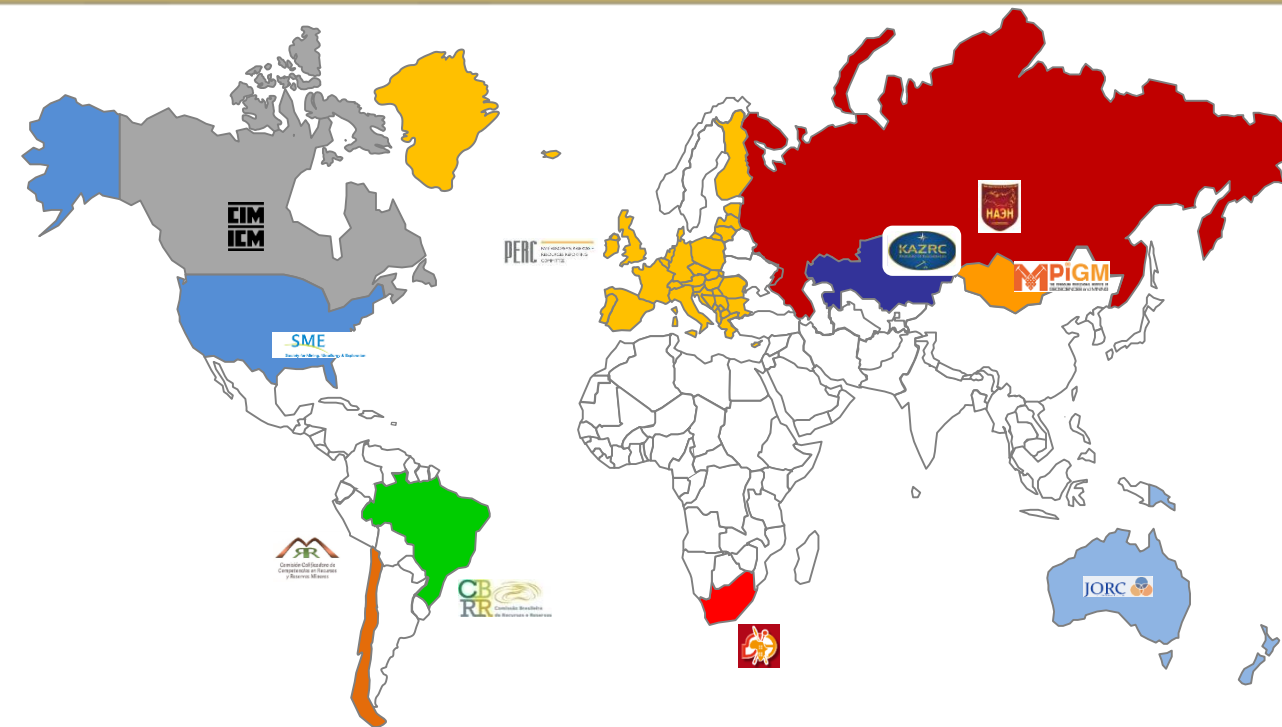 CIM
ICM
НАЭН
KAZRC
PERC
MPiGM
SME
Society for Mining, Metallurgy & Exploration
RR
Comisión Calificadora de
Competencias en Recursos
y Reservas Mineras
CB
RR
Comissão Brasileira
de Recursos e Reservas
JORC